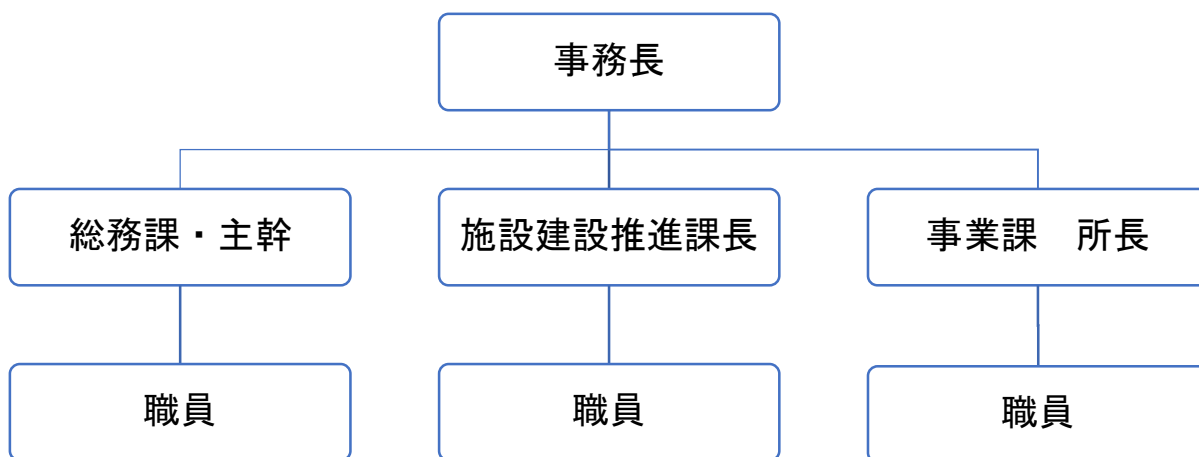 事務長
総務課・主幹
施設建設推進課長
事業課　所長
職員
職員
職員